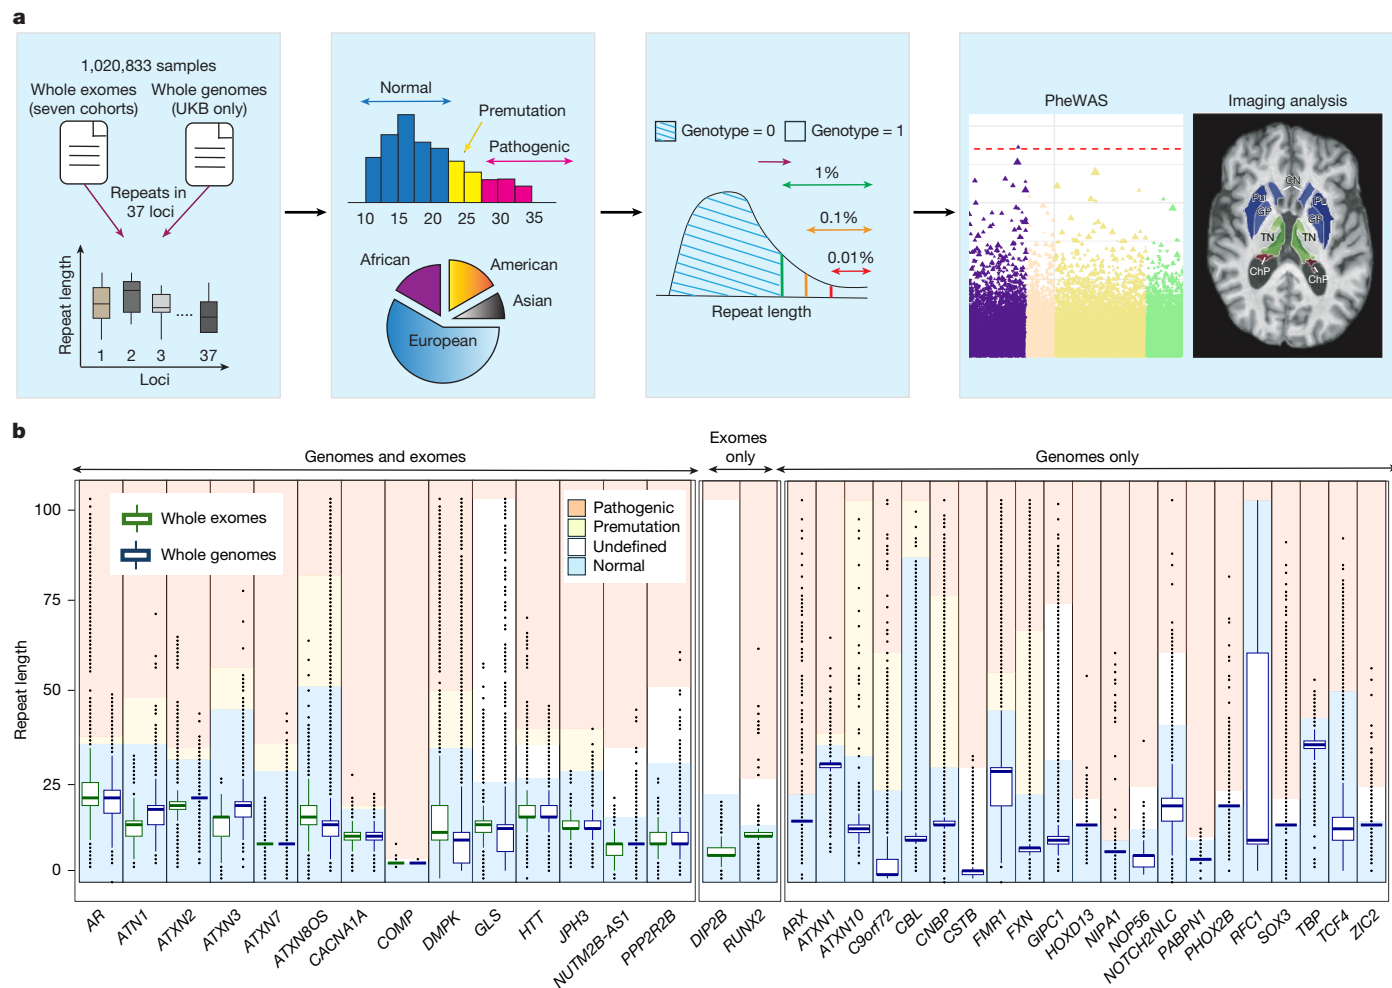 a
1,020,833 samples
Whole exomes
(seven cohorts)
Whole genomes
(UKB only)
Repeats in
37 loci
Repeat length
1 2 3 37
Loci
Normal
Premutation
Pathogenic
10 15 20 25 30 35
African
American
Asian
European
Genotype = 0 Genotype = 1
1%
0.1%
0.01%
Repeat length
PheWAS
Imaging analysis
CN
Pu Pu
GP GP
TN TN
ChP ChP
b
Genomes and exomes
Exomes
only
Genomes only
Whole exomes
Whole genomes
Pathogenic
Premutation
Undefined
Normal
Repeat length
100
75
50
25
0
AR ATN1 ATXN2 ATXN3 ATXN7 ATXN8OS CACNA1A COMP DMPK GLS HTT JPH3 NUTM2B-AS1 PPP2R2B DIP2B RUNX2 ARX ATXN1 ATXN10 C9orf72 CBL CNBP CSTB FMR1 FXN GIPC1 HOXD13 NIPA1 NOP56 NOTCH2NLC PABPN1 PHOX2B RFC1 SOX3 TBP TCF4 ZIC2